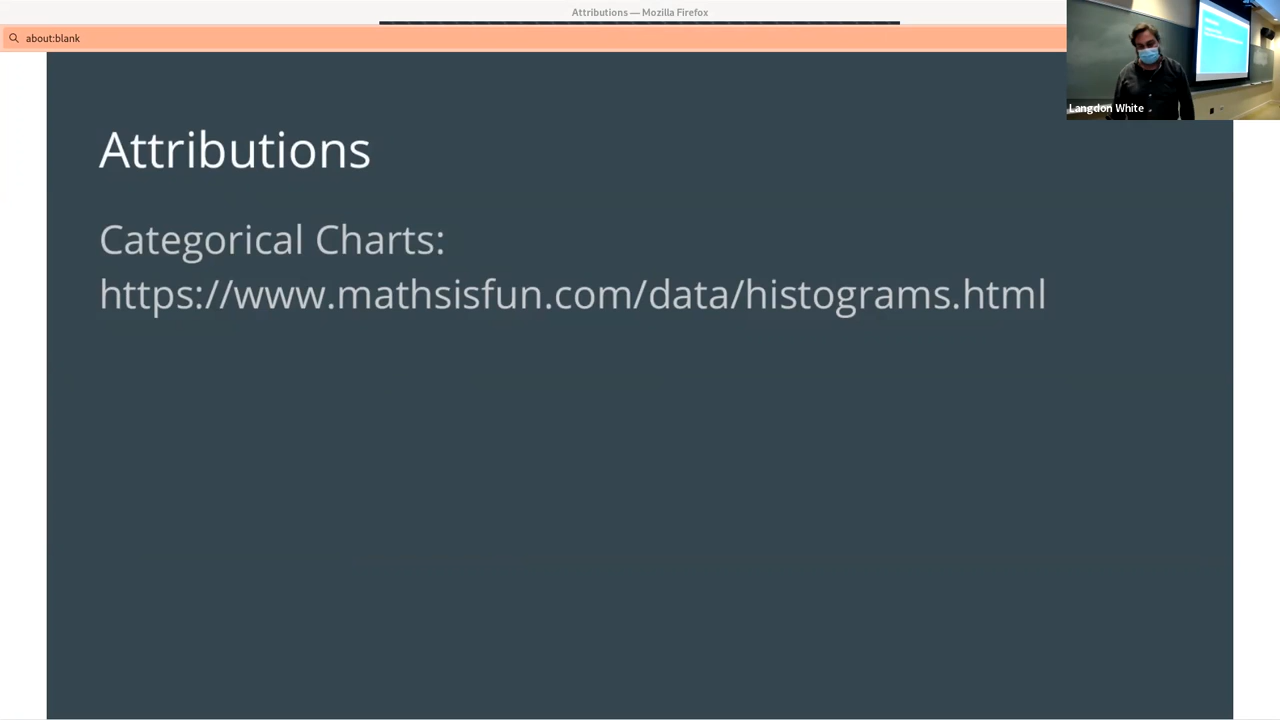 Attributions — Mozilla Firefox
about:blank
Langdon White
Attributions
Categorical Charts:
https://www.mathsisfun.com/data/histograms.html